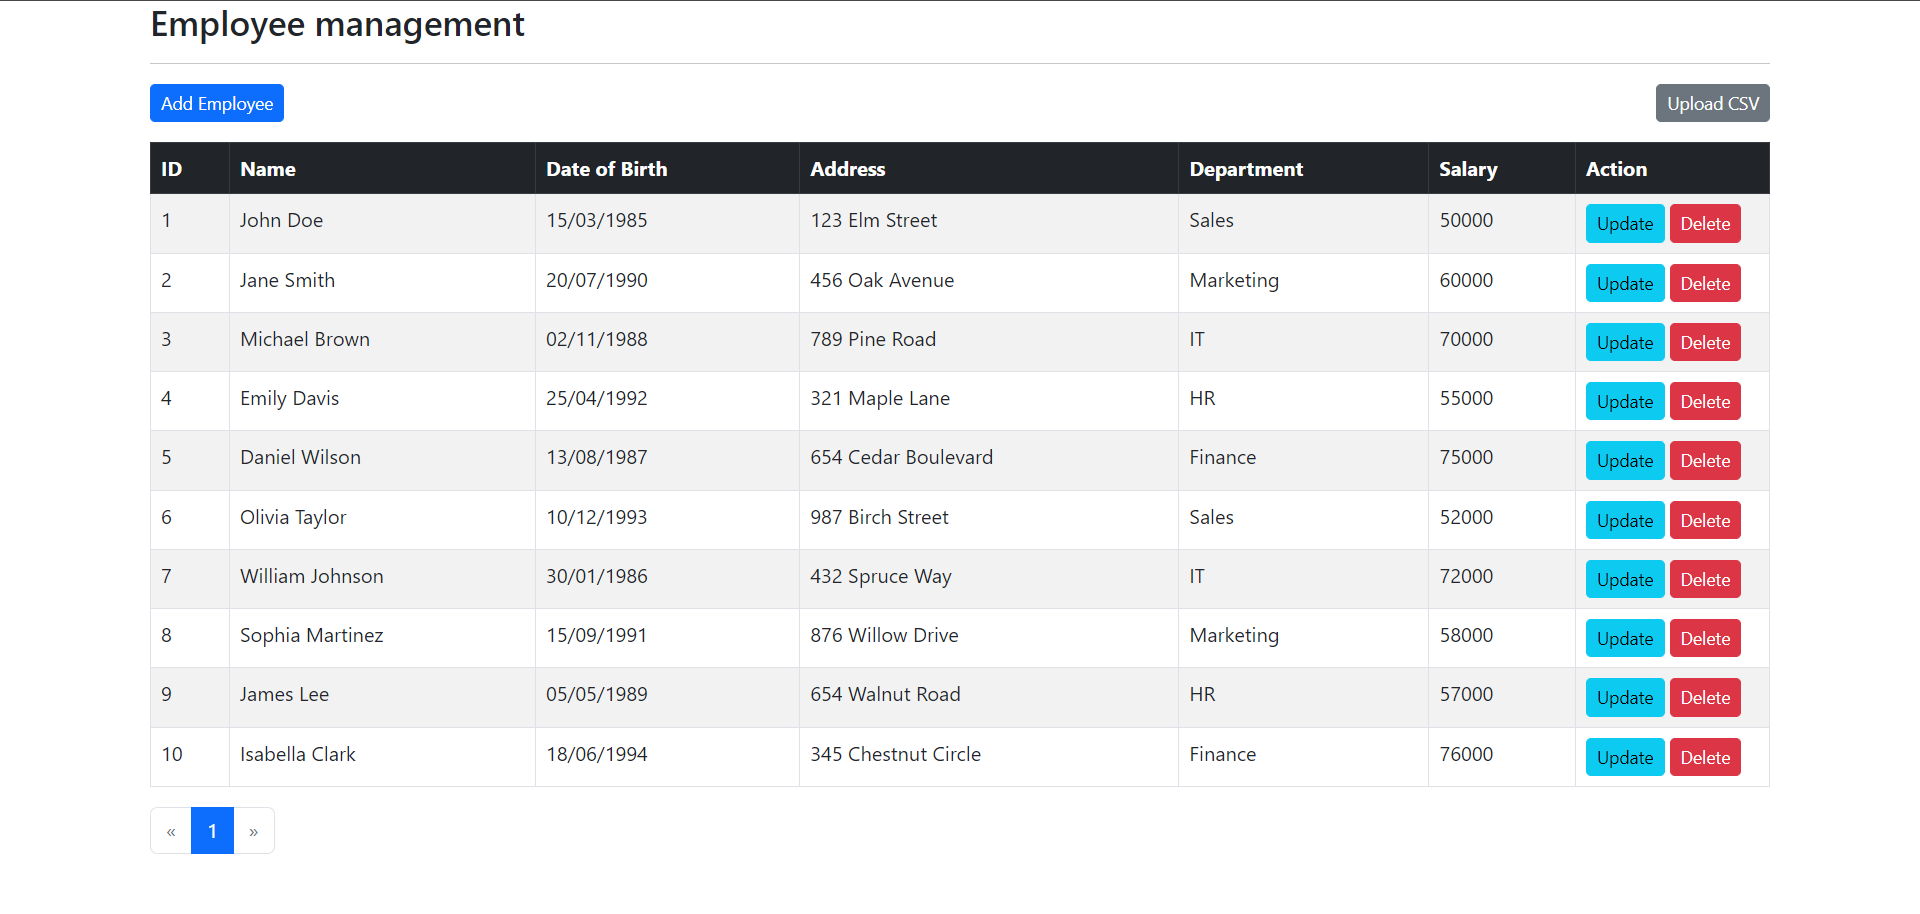 Employee management
Add Employee Upload CSV
ID Name Date of Birth Address Department Salary Action
1 John Doe 15/03/1985 123 Elm Street Sales 50000 Update Delete
2 Jane Smith 20/07/1990 456 Oak Avenue Marketing 60000 Update Delete
3 Michael Brown 02/11/1988 789 Pine Road IT 70000 Update Delete
4 Emily Davis 25/04/1992 321 Maple Lane HR 55000 Update Delete
5 Daniel Wilson 13/08/1987 654 Cedar Boulevard Finance 75000 Update Delete
6 Olivia Taylor 10/12/1993 987 Birch Street Sales 52000 Update Delete
7 William Johnson 30/01/1986 432 Spruce Way IT 72000 Update Delete
8 Sophia Martinez 15/09/1991 876 Willow Drive Marketing 58000 Update Delete
9 James Lee 05/05/1989 654 Walnut Road HR 57000 Update Delete
10 Isabella Clark 18/06/1994 345 Chestnut Circle Finance 76000 Update Delete
« 1 »